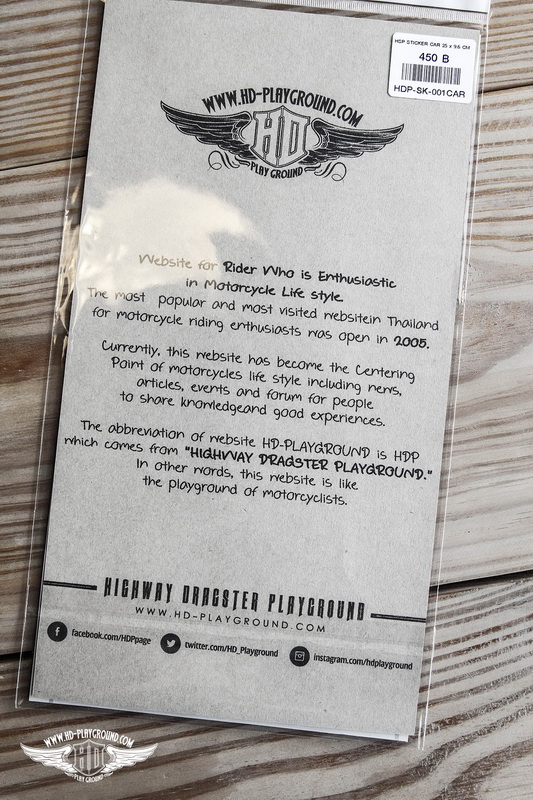 HDP STICKER CAR 25 x 9.6 CM
450 B
HDP-SK-001CAR
WWW.HD-PLAYGROUND.COM
HD
PLAY GROUND
Website for Rider Who is Enthusiastic
in Motorcycle Life style
The most popular and most visited websitein Thailand
for motorcycle riding enthusiasts was open in 2005.
Currently, this website has become the Centering
Point of motorcycles life style including news,
articles, events and forum for people
to share knowledgeand good experiences.
The abbreviation of website HD-PLAYGROUND is HDP
which comes from "HIGHWAY DRAGSTER PLAYGROUND."
In other words, this website is like
the playground of motorcyclists.
HIGHWAY DRAGSTER PLAYGROUND
WWW.HD-PLAYGROUND.COM
facebook.com/HDPpage
twitter.com/HD_Playground
instagram.com/hdplayground
WWW.HD-PLAYGROUND.COM
HD
PLAY GROUND